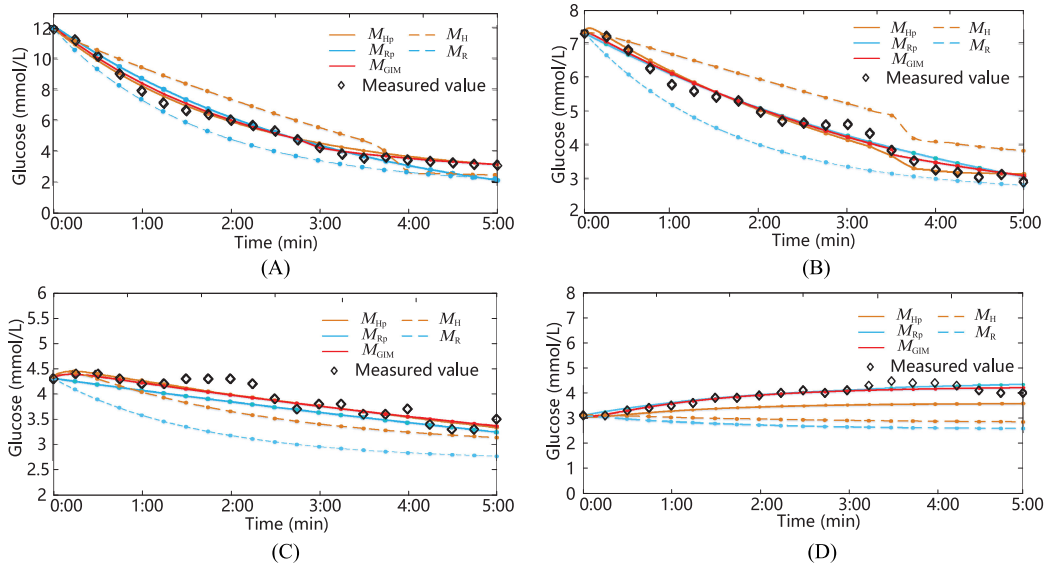 12
10
8
6
4
2
0
Glucose (mmol/L)
M_Hp M_H
M_Rp M_R
M_GIM
Measured value
0:00 1:00 2:00 3:00 4:00 5:00
Time (min)
(A)
8
7
6
5
4
3
2
Glucose (mmol/L)
M_Hp M_H
M_Rp M_R
M_GIM
Measured value
0:00 1:00 2:00 3:00 4:00 5:00
Time (min)
(B)
6
5.5
5
4.5
4
3.5
3
2.5
2
Glucose (mmol/L)
M_Hp M_H
M_Rp M_R
M_GIM
Measured value
0:00 1:00 2:00 3:00 4:00 5:00
Time (min)
(C)
8
7
6
5
4
3
2
1
0
Glucose (mmol/L)
M_Hp M_H
M_Rp M_R
M_GIM
Measured value
0:00 1:00 2:00 3:00 4:00 5:00
Time (min)
(D)